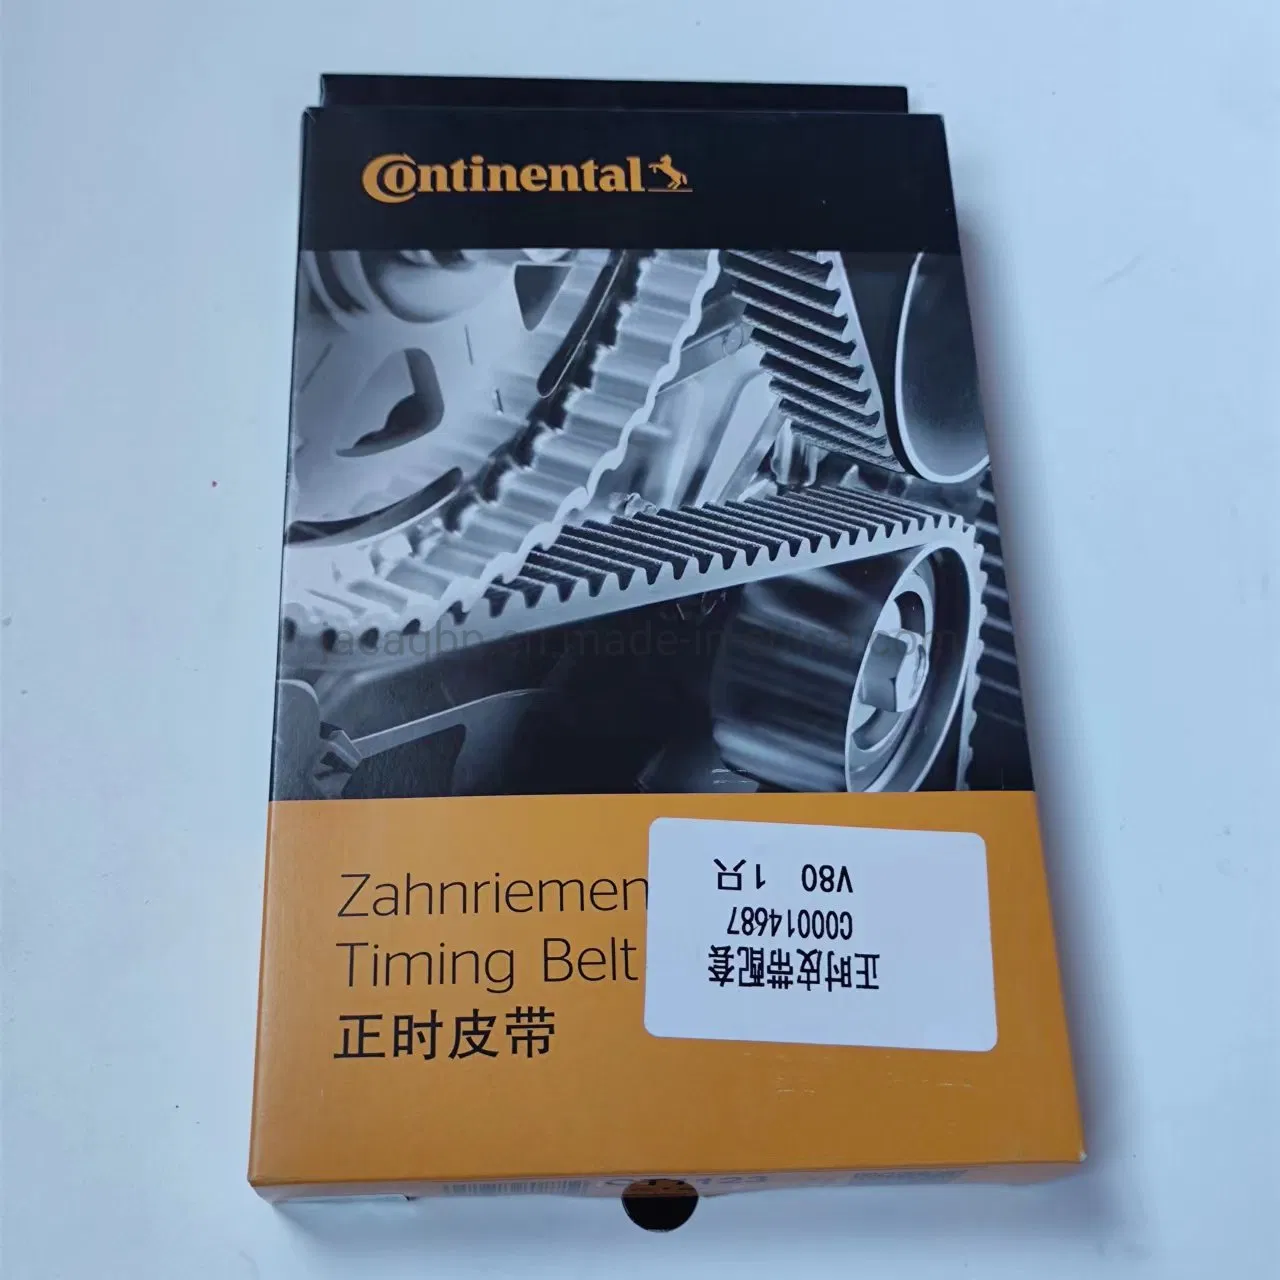 Continental
Zahnriemen
Timing Belt
正时皮带
正时皮带配套
C00014687
V80 1只